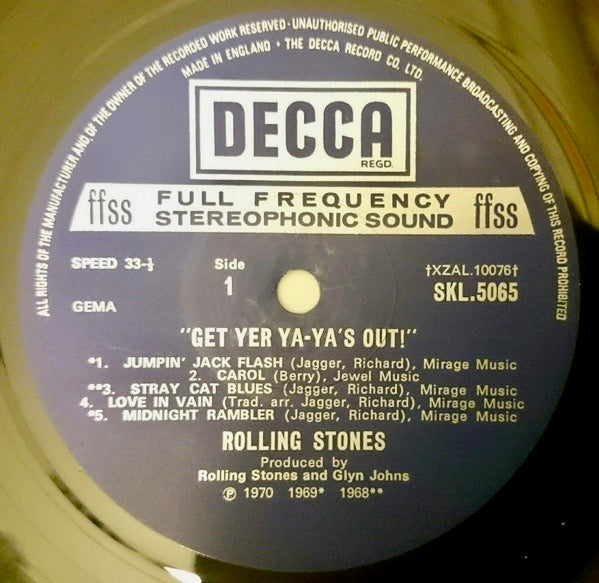 ALL RIGHTS OF THE MANUFACTURER AND OF THE OWNER OF THE RECORDED WORK RESERVED · UNAUTHORISED PUBLIC PERFORMANCE BROADCASTING AND COPYING OF THIS RECORD PROHIBITED
MADE IN ENGLAND · THE DECCA RECORD CO. LTD.
DECCA
REGD.
ffss FULL FREQUENCY STEREOPHONIC SOUND ffss
SPEED 33-⅓
Side
1
†XZAL.10076†
SKL.5065
GEMA
"GET YER YA-YA'S OUT!"
*1. JUMPIN' JACK FLASH (Jagger, Richard), Mirage Music
2. CAROL (Berry), Jewel Music
**3. STRAY CAT BLUES (Jagger, Richard), Mirage Music
4. LOVE IN VAIN (Trad. arr. Jagger, Richard), Mirage Music
*5. MIDNIGHT RAMBLER (Jagger, Richard), Mirage Music
ROLLING STONES
Produced by
Rolling Stones and Glyn Johns
℗ 1970 1969* 1968**